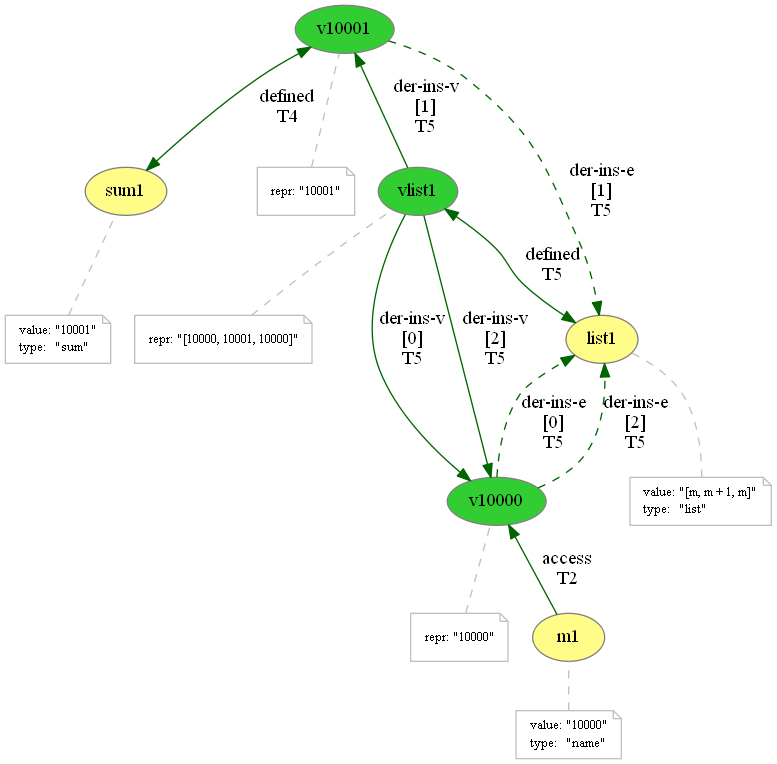 v10001
defined
T4
der-ins-v
[1]
T5
der-ins-e
[1]
T5
sum1
repr: "10001"
vlist1
defined
T5
value: "10001"
type: "sum"
repr: "[10000, 10001, 10000]"
der-ins-v
[0]
T5
der-ins-v
[2]
T5
list1
der-ins-e
[0]
T5
der-ins-e
[2]
T5
v10000
value: "[m, m + 1, m]"
type: "list"
access
T2
repr: "10000"
m1
value: "10000"
type: "name"